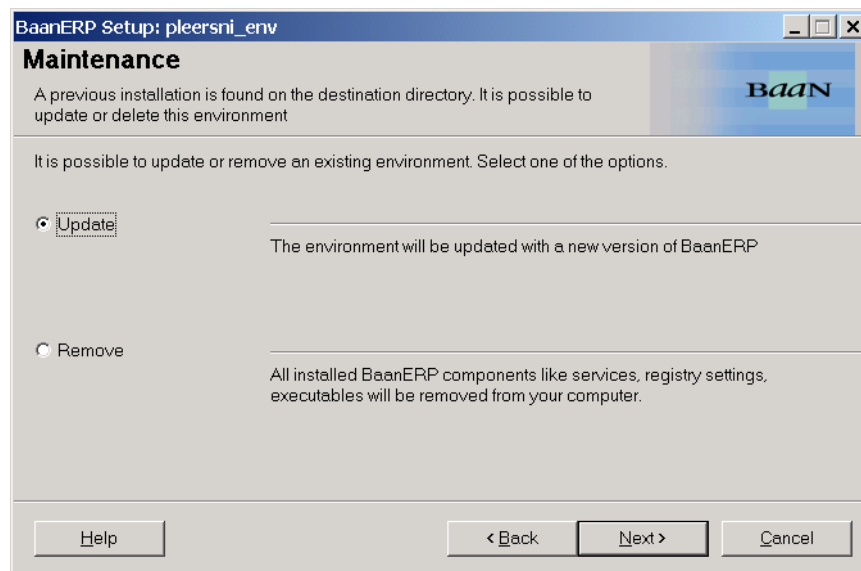 BaanERP Setup: pleersni_env
Maintenance
A previous installation is found on the destination directory. It is possible to
update or delete this environment
BaaN
It is possible to update or remove an existing environment. Select one of the options.
Update
The environment will be updated with a new version of BaanERP
Remove
All installed BaanERP components like services, registry settings,
executables will be removed from your computer.
Help
< Back
Next >
Cancel